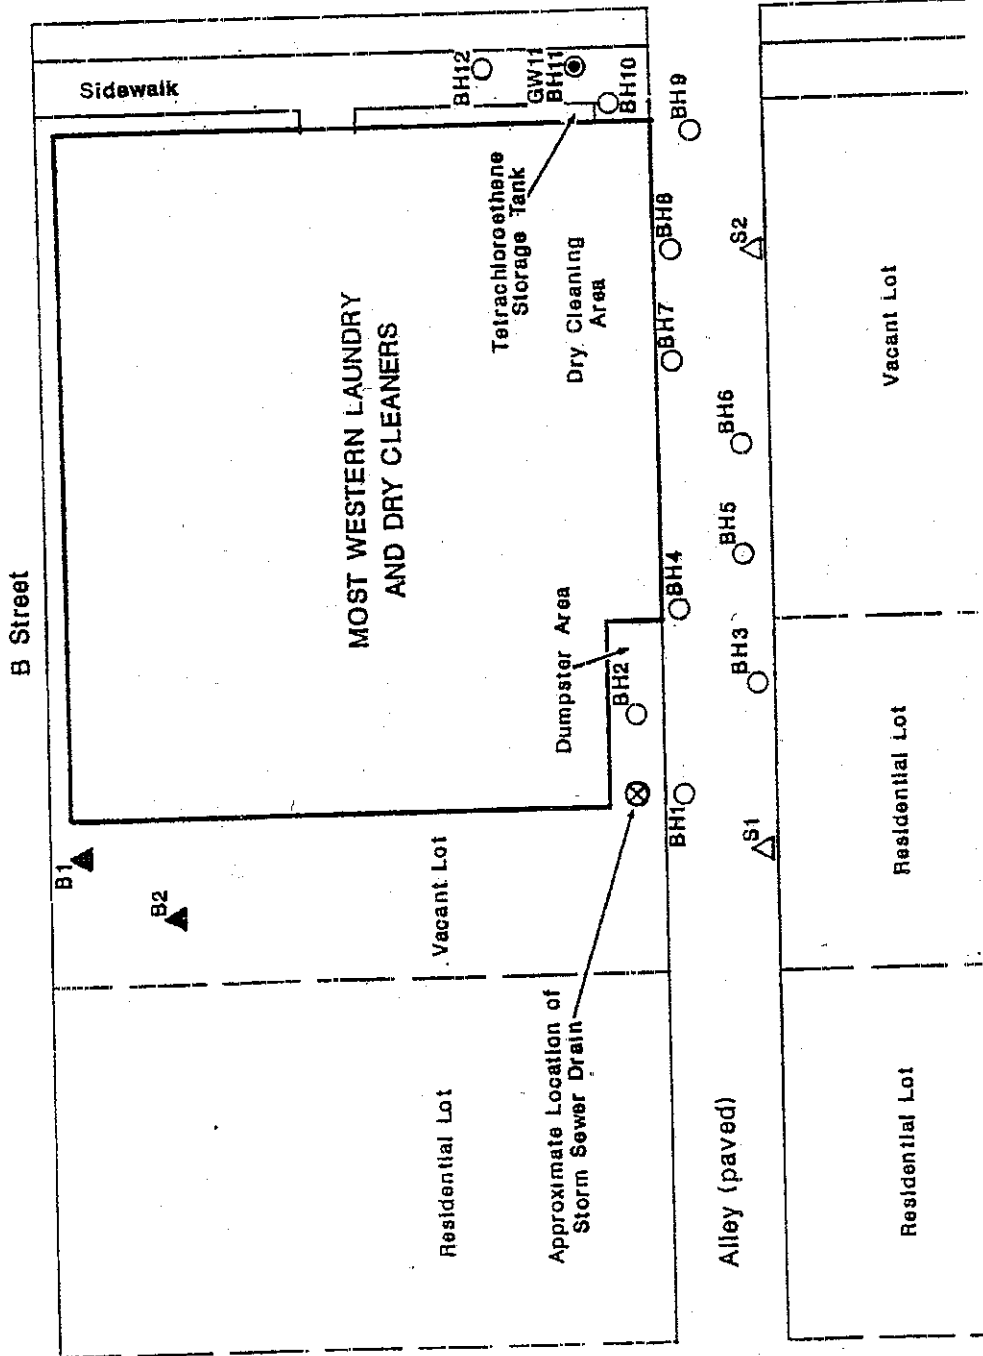 B Street
Sidewalk
BH12
GW11
BH11
BH10
BH9
Tetrachloroethene
Storage Tank
BH8
S2
Dry Cleaning
Area
BH7
Vacant Lot
MOST WESTERN LAUNDRY
AND DRY CLEANERS
BH6
BH5
BH4
Dumpster Area
BH3
BH2
BH1
S1
Residential Lot
B1
B2
Vacant Lot
Approximate Location of
Storm Sewer Drain
Residential Lot
Alley (paved)
Residential Lot